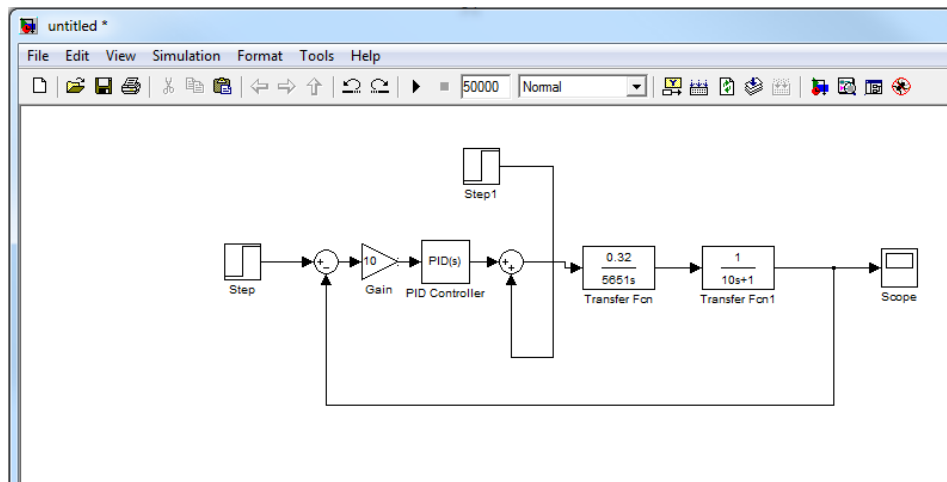 untitled *
File Edit View Simulation Format Tools Help
50000 Normal
Step1
Step
10
Gain
PID(s)
PID Controller
0.32
5651s
Transfer Fcn
1
10s+1
Transfer Fcn1
Scope